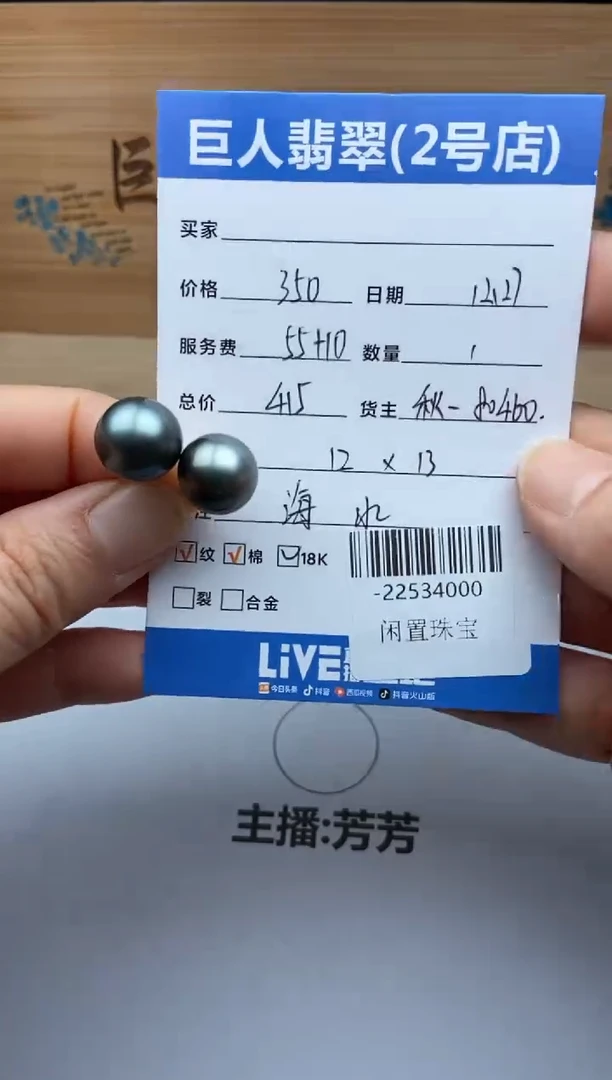 巨人翡翠(2号店)
买家
价格 350 日期 12.27
服务费 55+10 数量 1
总价 415 货主 秋一
12 x 13
注 海水
纹 棉 18K
-22534000
裂 合金
闲置珠宝
LIVE
今日头条 抖音 西瓜视频 抖音火山版
主播:芳芳